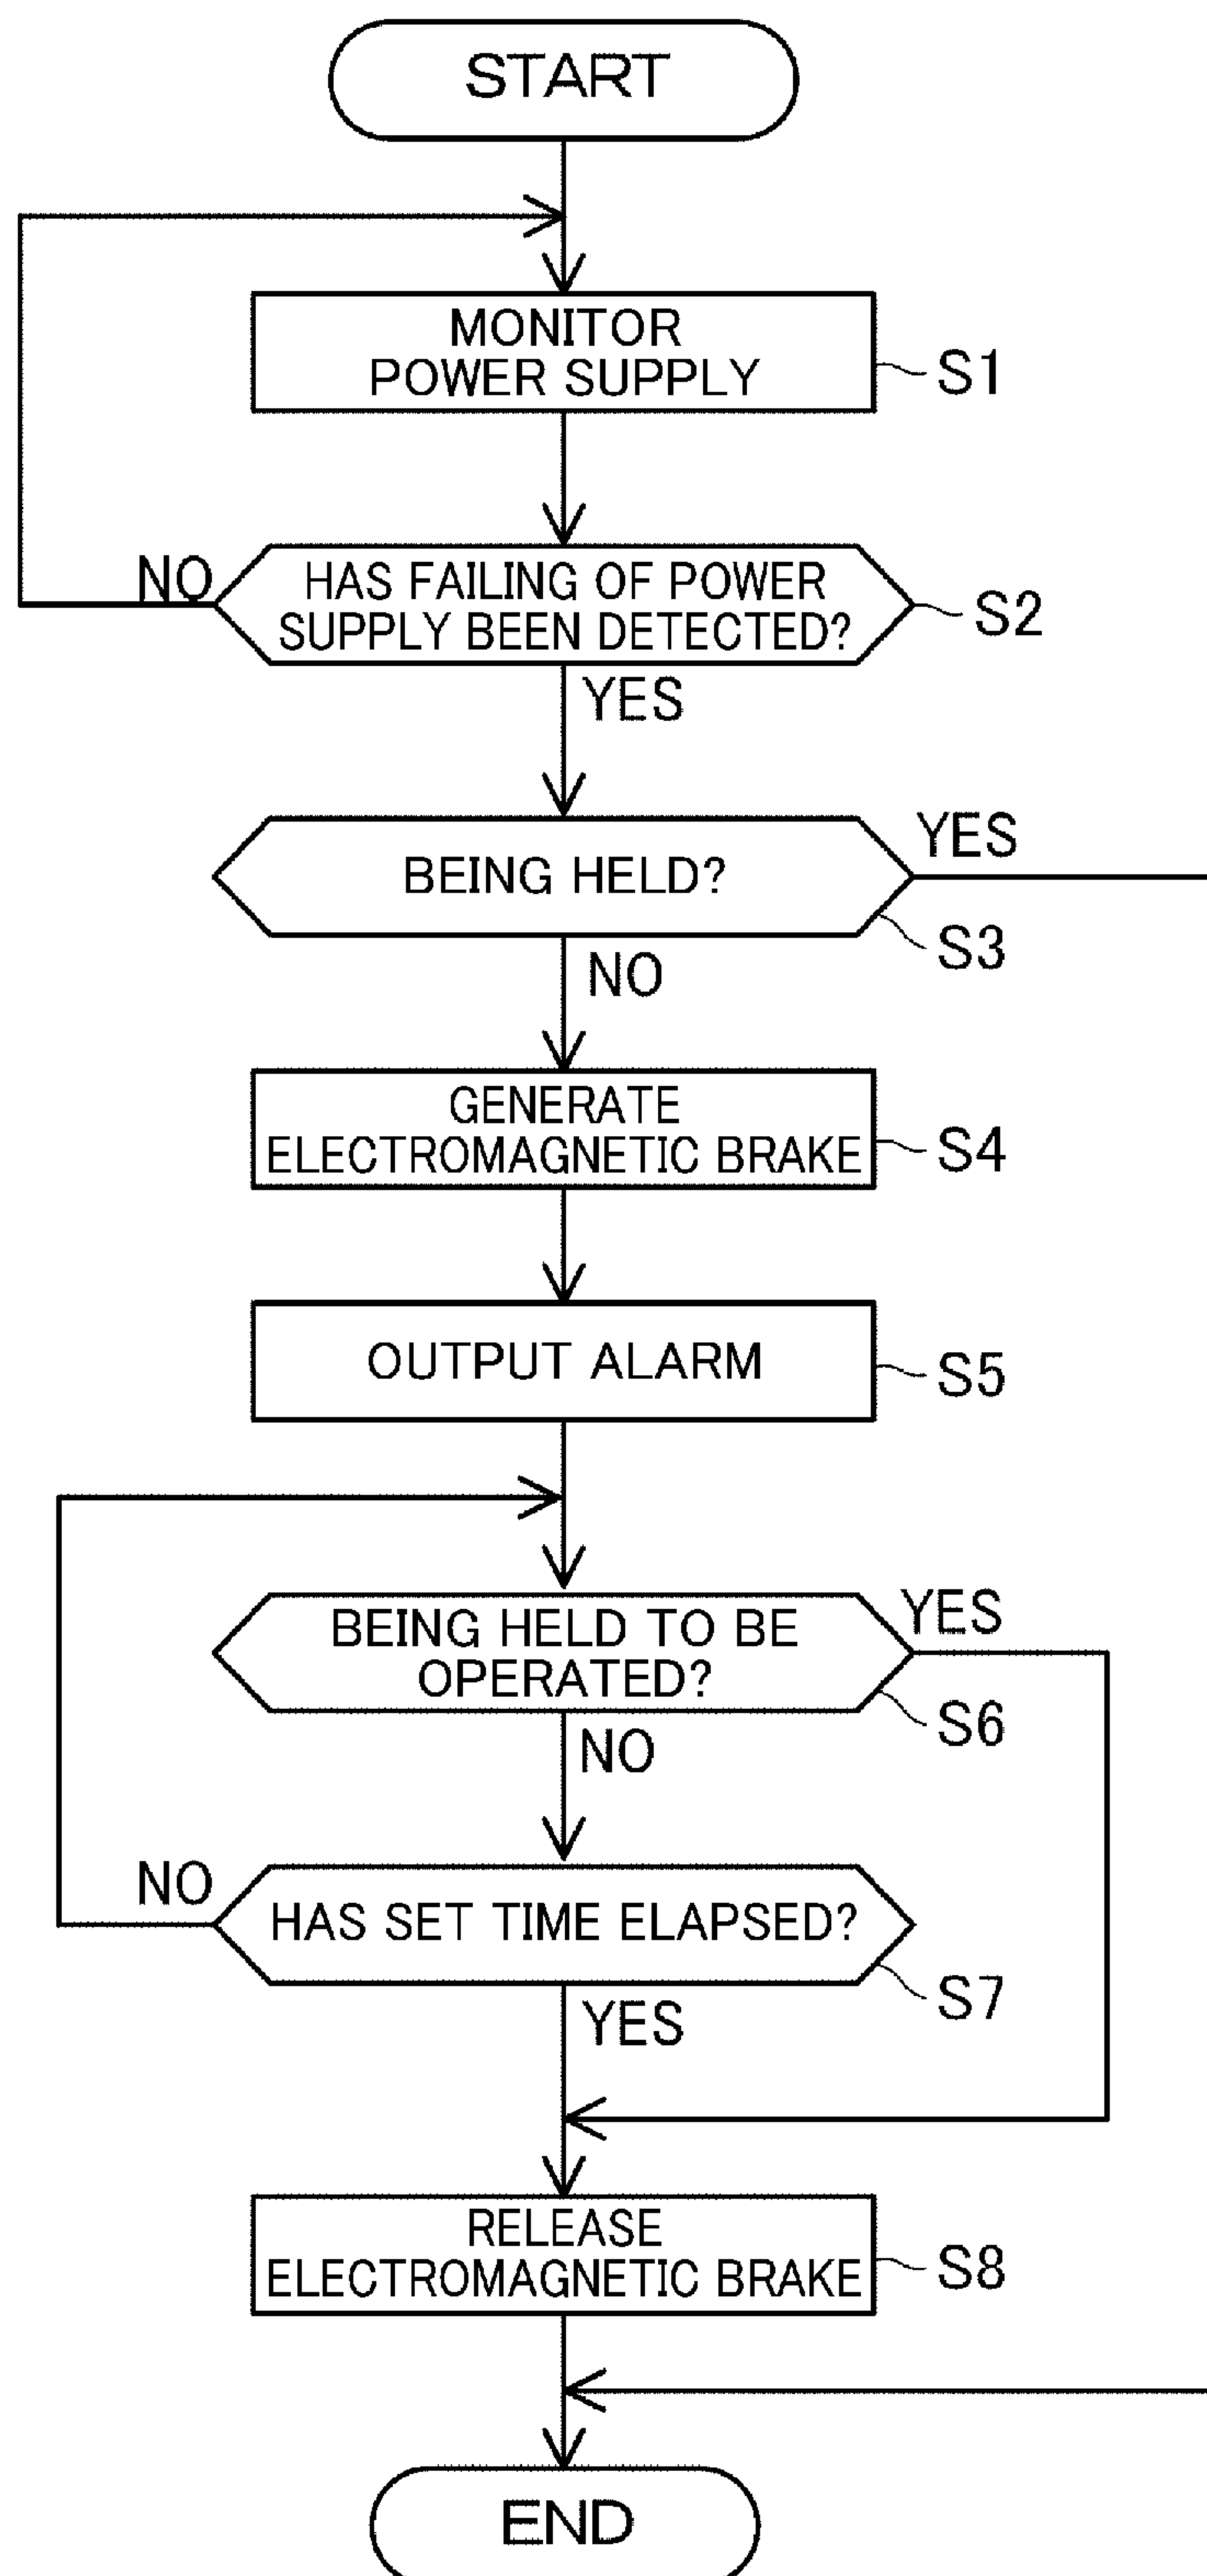 START
MONITOR
POWER SUPPLY
S1
NO
HAS FAILING OF POWER
SUPPLY BEEN DETECTED?
S2
YES
BEING HELD?
YES
S3
NO
GENERATE
ELECTROMAGNETIC BRAKE
S4
OUTPUT ALARM
S5
BEING HELD TO BE
OPERATED?
YES
S6
NO
NO
HAS SET TIME ELAPSED?
S7
YES
RELEASE
ELECTROMAGNETIC BRAKE
S8
END